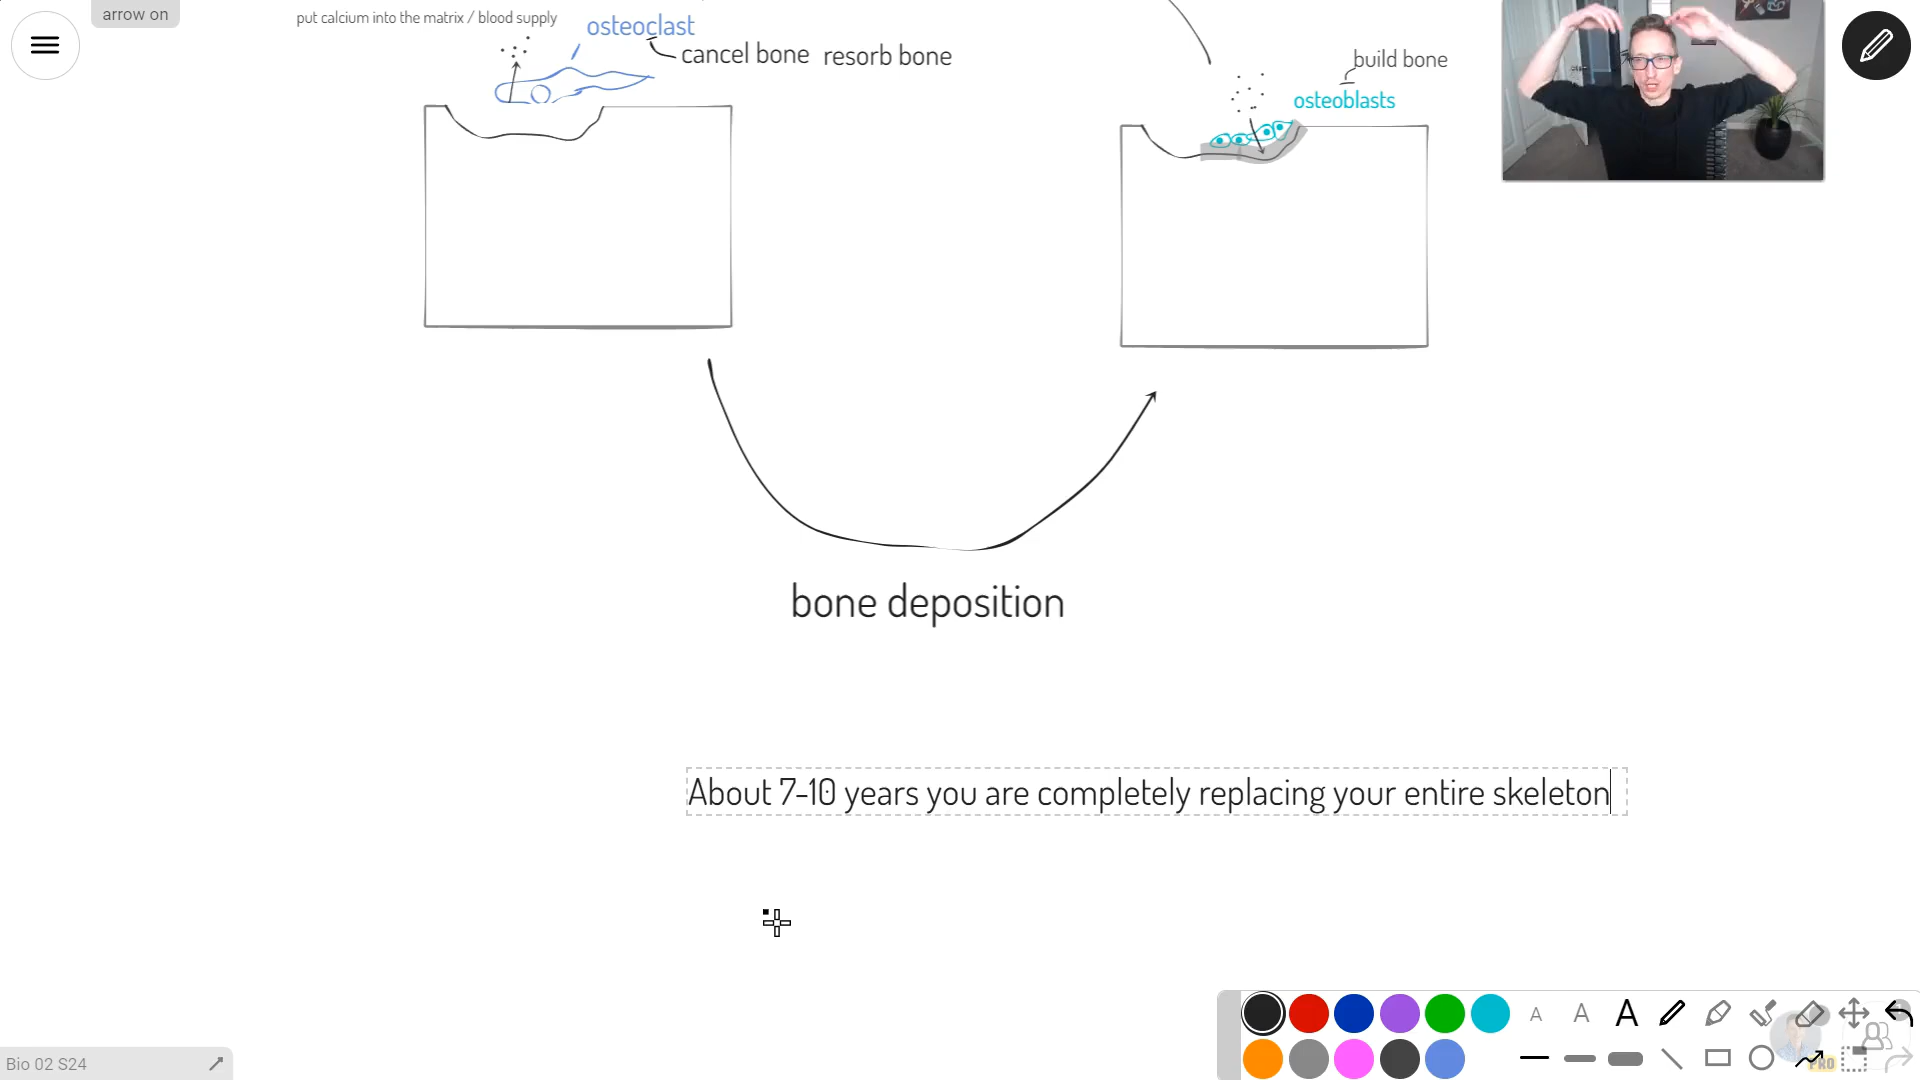 arrow on
put calcium into the matrix / blood supply
osteoclast
cancel bone resorb bone
build bone
osteoblasts
bone deposition
About 7-10 years you are completely replacing your entire skeleton
Bio 02 S24
A A A
PRO